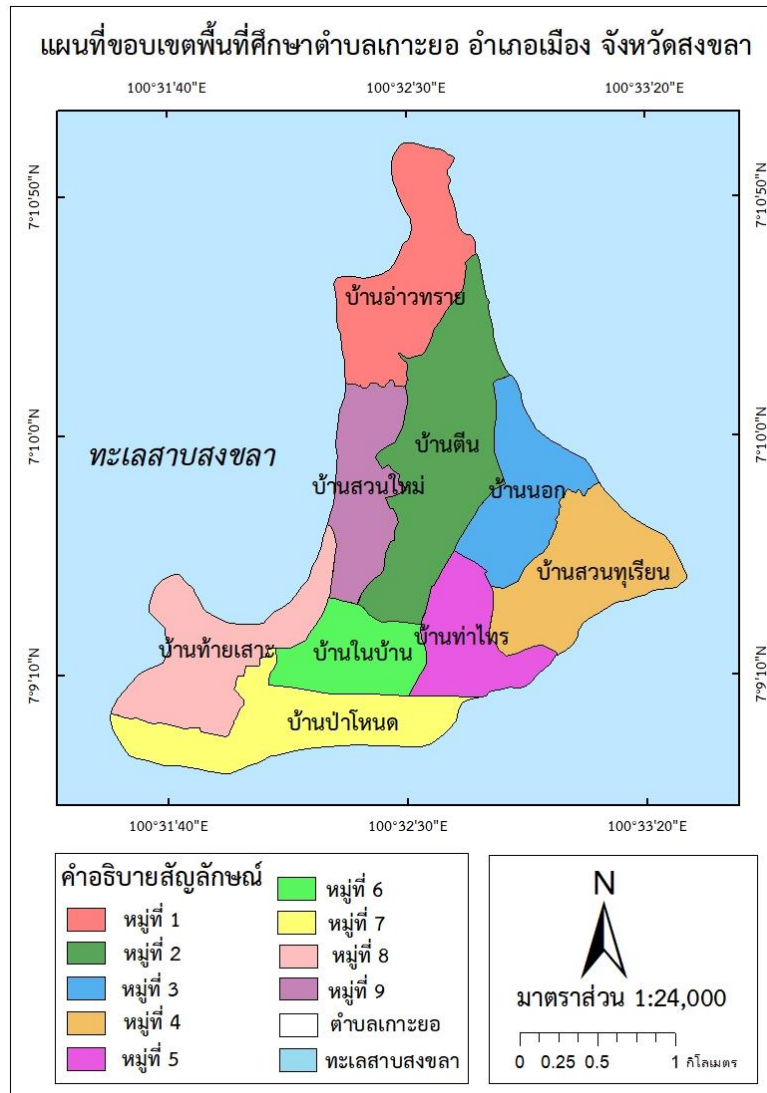 แผนที่ขอบเขตพื้นที่ศึกษาตำบลเกาะยอ อำเภอเมือง จังหวัดสงขลา
100°31'40"E 100°32'30"E 100°33'20"E
7°10'50"N 7°10'50"N
บ้านอ่าวทราย
7°10'0"N 7°10'0"N
ทะเลสาบสงขลา
บ้านตีน
บ้านสวนใหม่
บ้านนอก
บ้านสวนทุเรียน
บ้านท่าไทร
บ้านท้ายเสาะ
บ้านในบ้าน
7°9'10"N 7°9'10"N
บ้านป่าโหนด
100°31'40"E 100°32'30"E 100°33'20"E
คำอธิบายสัญลักษณ์
หมู่ที่ 1
หมู่ที่ 2
หมู่ที่ 3
หมู่ที่ 4
หมู่ที่ 5
หมู่ที่ 6
หมู่ที่ 7
หมู่ที่ 8
หมู่ที่ 9
ตำบลเกาะยอ
ทะเลสาบสงขลา
N
มาตราส่วน 1:24,000
0 0.25 0.5 1 กิโลเมตร